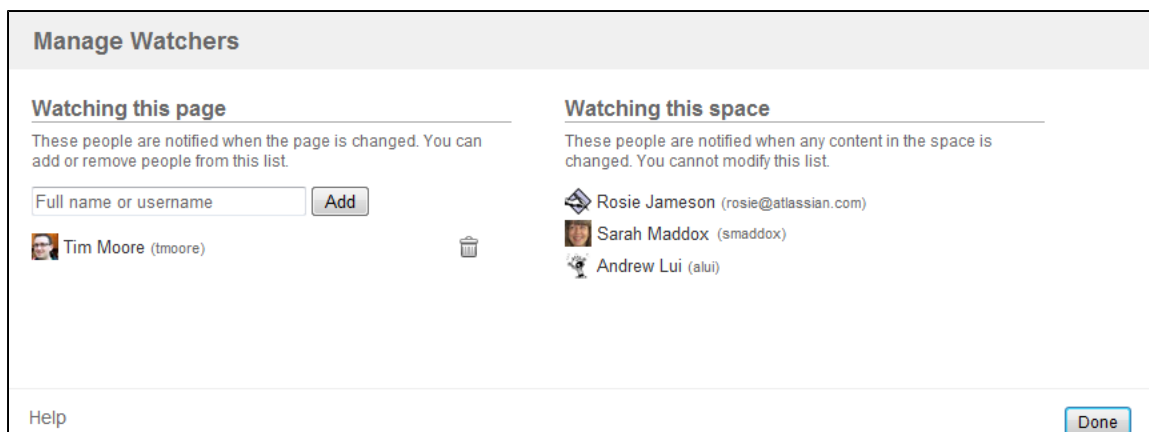 Manage Watchers
Watching this page
These people are notified when the page is changed. You can
add or remove people from this list.
Full name or username
Add
Tim Moore (tmoore)
Watching this space
These people are notified when any content in the space is
changed. You cannot modify this list.
Rosie Jameson (rosie@atlassian.com)
Sarah Maddox (smaddox)
Andrew Lui (alui)
Help
Done